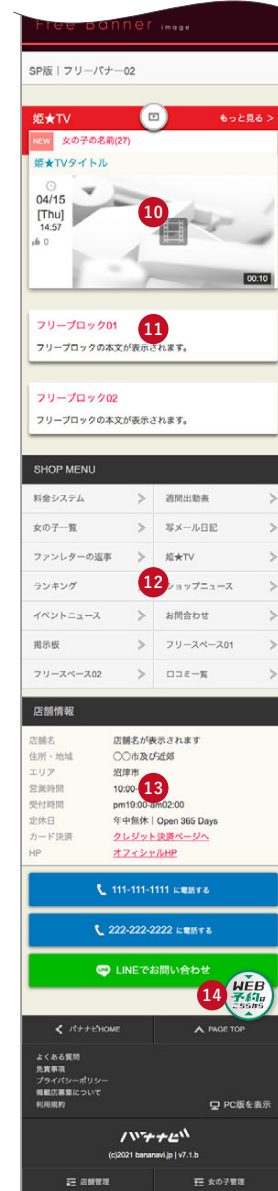 Free Banner image
SP版 | フリーバナー02
姫★TV もっと見る >
NEW 女の子の名前(27)
姫★TVタイトル
04/15
[Thu]
14:57
0
10
00:10
フリーブロック01
11
フリーブロックの本文が表示されます。
フリーブロック02
フリーブロックの本文が表示されます。
SHOP MENU
料金システム > 週間出勤表 >
女の子一覧 > 写メール日記 >
ファンレターの返事 > 姫★TV >
ランキング > 12 ショップニュース >
イベントニュース > お問合わせ >
掲示板 > フリースペース01 >
フリースペース02 > 口コミ一覧 >
店舗情報
店舗名 店舗名が表示されます
住所・地域 〇〇市及び近郊
エリア 沼津市
営業時間 10:00-
13
受付時間 pm19:00-am02:00
定休日 年中無休 | Open 365 Days
カード決済 クレジット決済ページへ
HP オフィシャルHP
111-111-1111 に電話する
222-222-2222 に電話する
LINE LINEでお問い合わせ
14
WEB
予約は
こちらから
バナナビHOME PAGE TOP
よくある質問
免責事項
プライバシーポリシー
掲載店募集について
利用規約 PC版を表示
バナナビ
(c)2021 bananavi.jp | v7.1.b
店舗管理 女の子管理